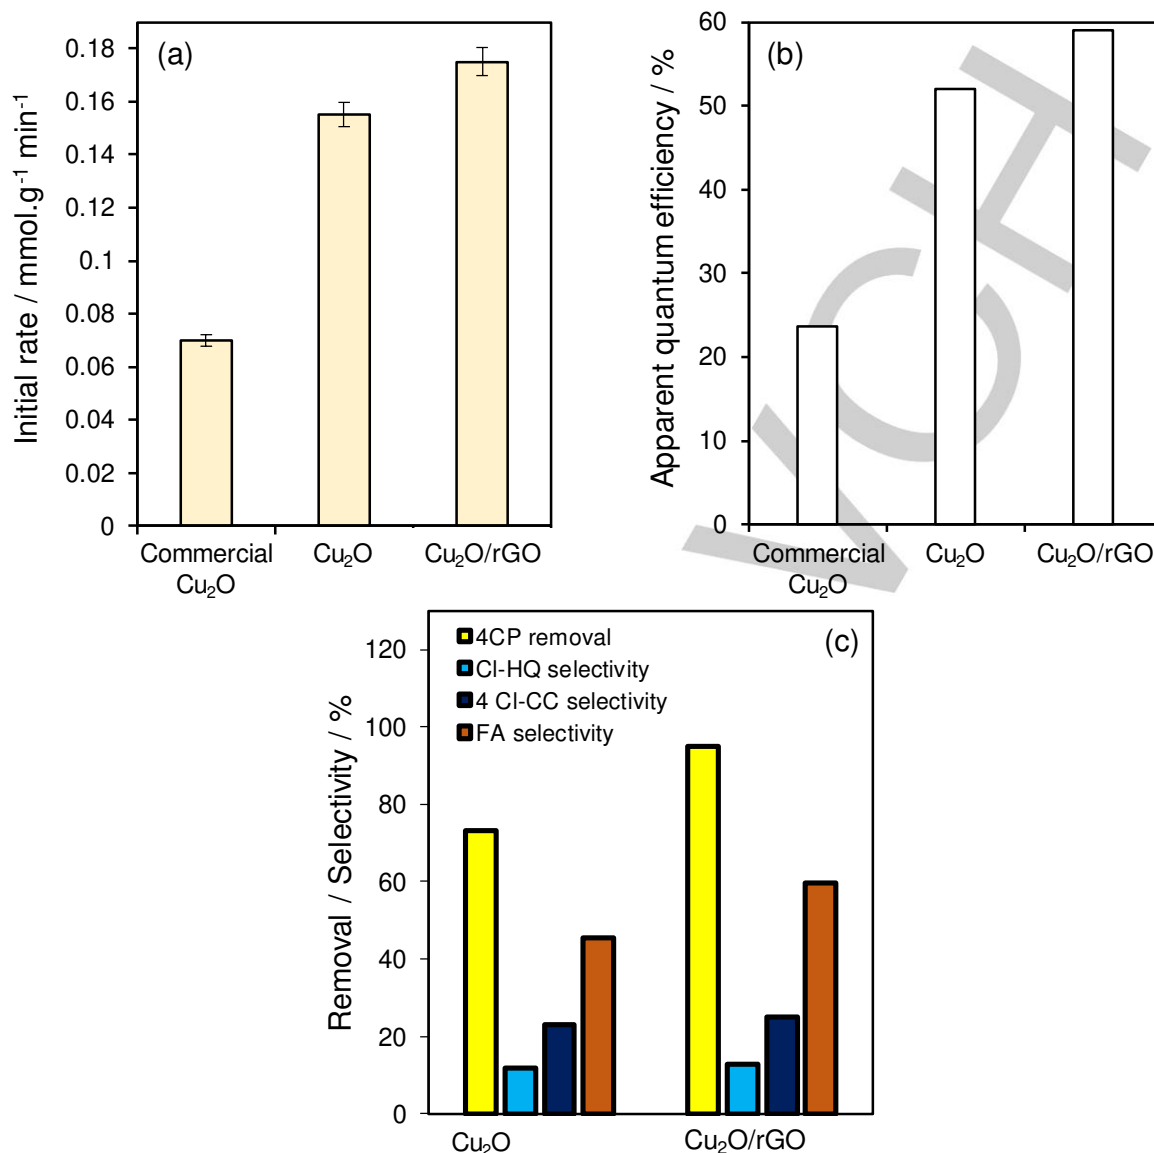 (a)
Initial rate / mmol.g⁻¹ min⁻¹
0.18
0.16
0.14
0.12
0.1
0.08
0.06
0.04
0.02
0
Commercial
Cu₂O
Cu₂O
Cu₂O/rGO
(b)
Apparent quantum efficiency / %
60
50
40
30
20
10
0
Commercial
Cu₂O
Cu₂O
Cu₂O/rGO
VCH
(c)
Removal / Selectivity / %
4CP removal
Cl-HQ selectivity
4 Cl-CC selectivity
FA selectivity
120
100
80
60
40
20
0
Cu₂O
Cu₂O/rGO